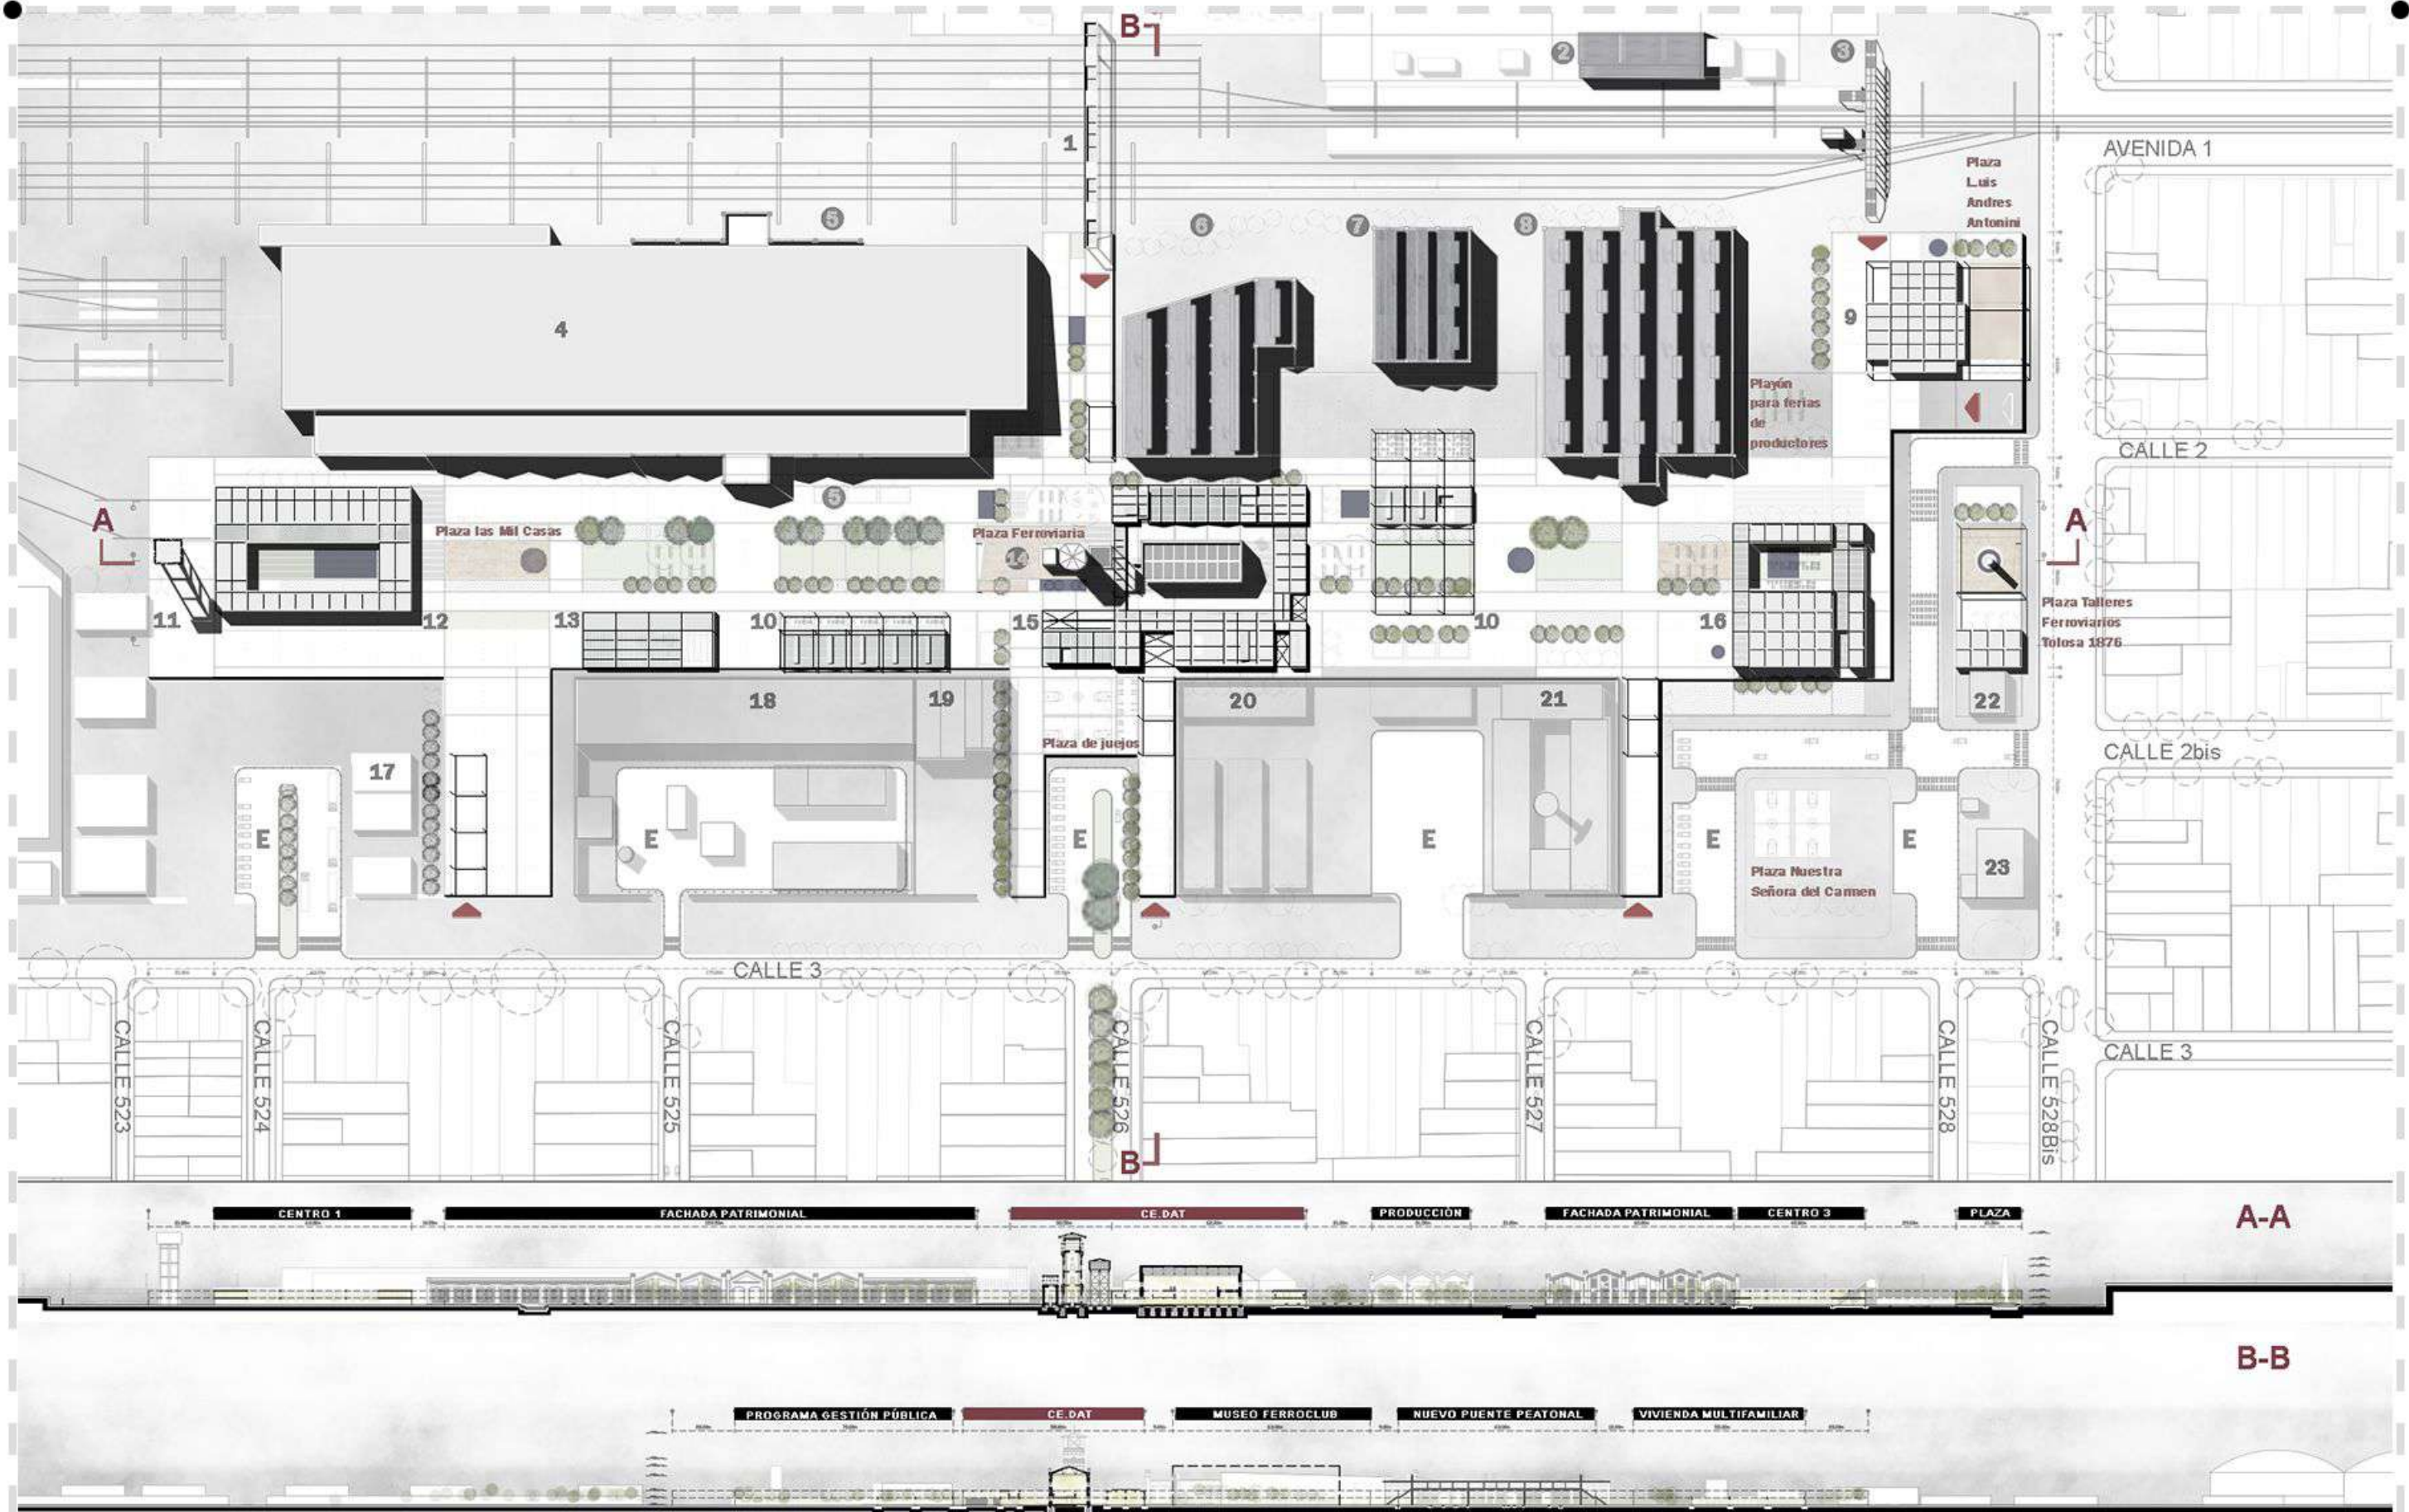 B
2
3
1
AVENIDA 1
Plaza
Luis
Andres
Antonini
5
6
7
8
4
9
Playón
para ferias
de
productores
CALLE 2
5
A
Plaza las Mil Casas
Plaza Ferroviaria
14
A
Plaza Talleres
Ferroviarios
Tolosa 1876
11
12
13
10
15
10
16
18
19
20
21
22
Plaza de juejos
CALLE 2bis
17
E
E
E
E
E
E
Plaza Nuestra
Señora del Carmen
23
CALLE 3
CALLE 523
CALLE 524
CALLE 525
CALLE 526
CALLE 527
CALLE 528
CALLE 528Bis
CALLE 3
B
CENTRO 1
FACHADA PATRIMONIAL
CE.DAT
PRODUCCIÓN
FACHADA PATRIMONIAL
CENTRO 3
PLAZA
A-A
B-B
PROGRAMA GESTIÓN PÚBLICA
CE.DAT
MUSEO FERROCLUB
NUEVO PUENTE PEATONAL
VIVIENDA MULTIFAMILIAR